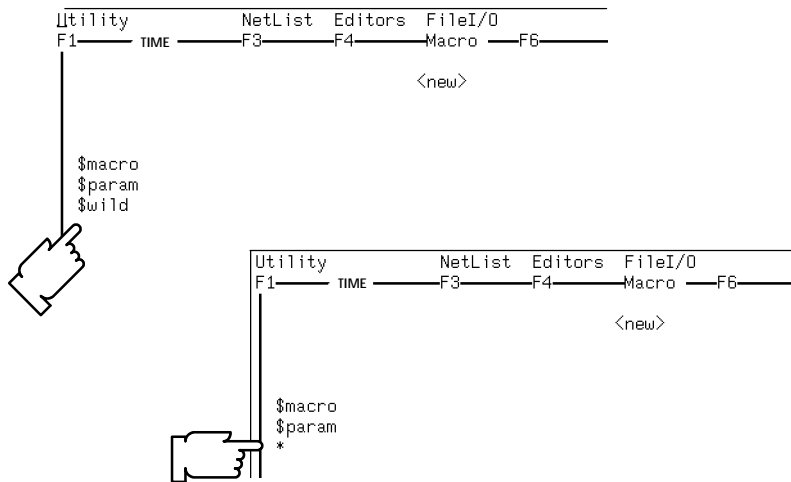 Utility NetList Editors FileI/O
F1 TIME F3 F4 Macro F6
<new>
$macro
$param
$wild
Utility NetList Editors FileI/O
F1 TIME F3 F4 Macro F6
<new>
$macro
$param
*